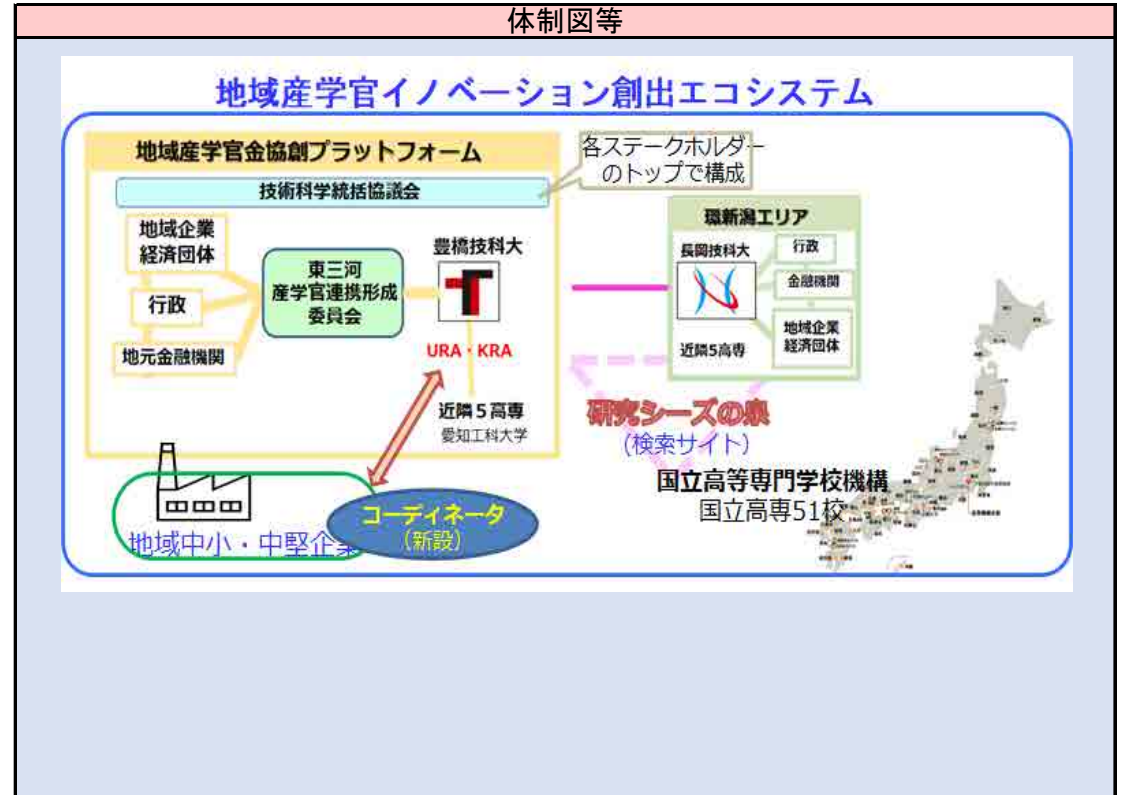 体制図等
地域産学官イノベーション創出エコシステム
地域産学官金協創プラットフォーム
各ステークホルダー
のトップで構成
技術科学統括協議会
地域企業
経済団体
行政
地元金融機関
東三河
産学官連携形成
委員会
豊橋技科大
URA・KRA
近隣5高専
愛知工科大学
環新潟エリア
長岡技科大
行政
金融機関
地域企業
経済団体
近隣5高専
研究シーズの泉
(検索サイト)
国立高等専門学校機構
国立高専51校
コーディネータ
(新設)
地域中小・中堅企業